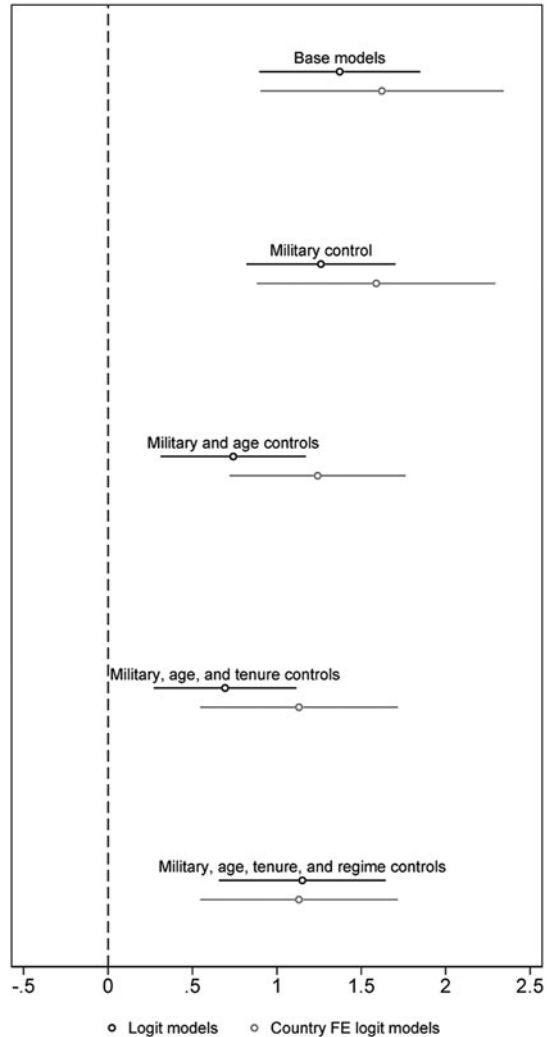 Base models
Military control
Military and age controls
Military, age, and tenure controls
Military, age, tenure, and regime controls
-.5 0 .5 1 1.5 2 2.5
Logit models Country FE logit models